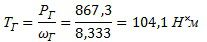 T_Г = P_Г / ω_Г = 867,3 / 8,333 = 104,1 Н^×м